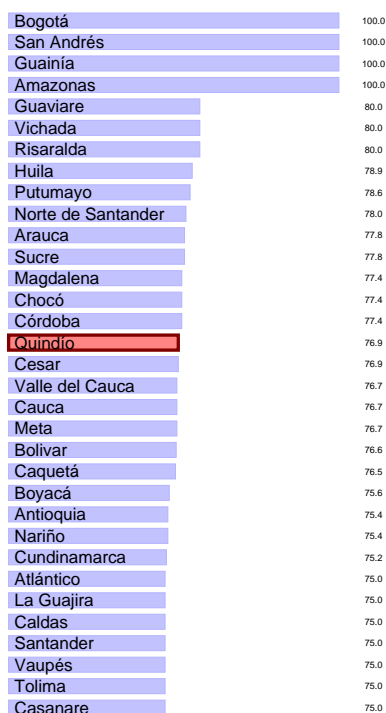 Bogotá 100.0
San Andrés 100.0
Guainía 100.0
Amazonas 100.0
Guaviare 80.0
Vichada 80.0
Risaralda 80.0
Huila 78.9
Putumayo 78.6
Norte de Santander 78.0
Arauca 77.8
Sucre 77.8
Magdalena 77.4
Chocó 77.4
Córdoba 77.4
Quindío 76.9
Cesar 76.9
Valle del Cauca 76.7
Cauca 76.7
Meta 76.7
Bolivar 76.6
Caquetá 76.5
Boyacá 75.6
Antioquia 75.4
Nariño 75.4
Cundinamarca 75.2
Atlántico 75.0
La Guajira 75.0
Caldas 75.0
Santander 75.0
Vaupés 75.0
Tolima 75.0
Casanare 75.0